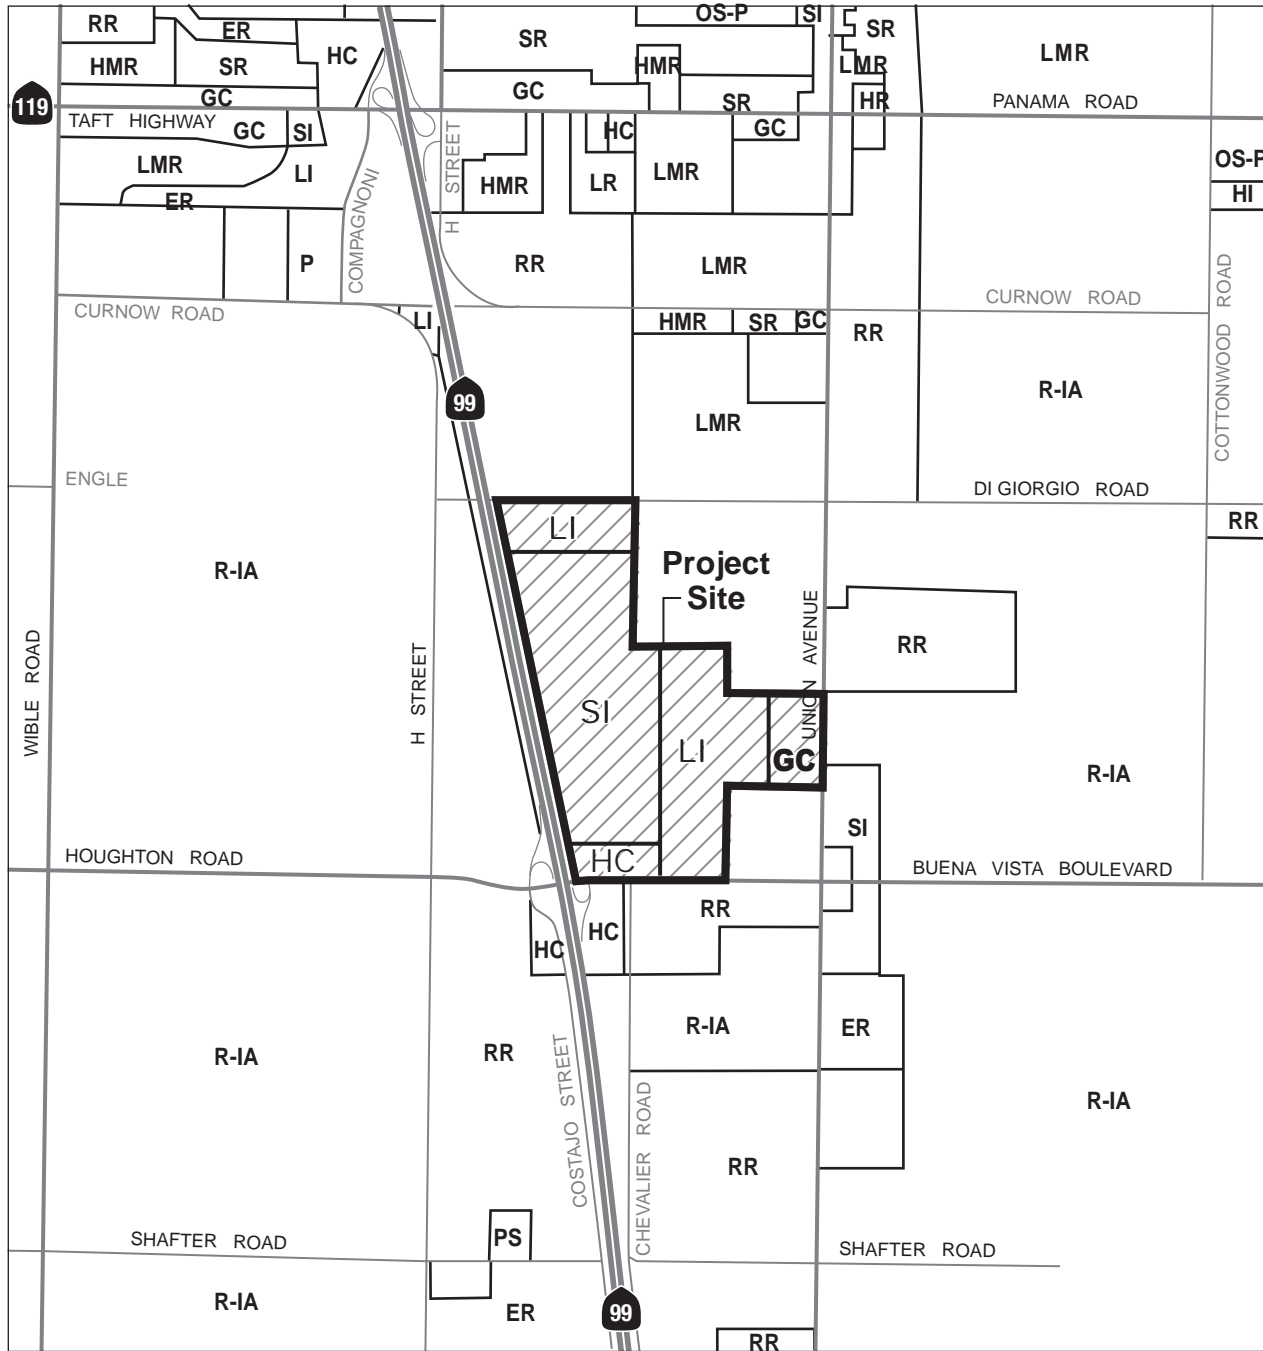 OS-P
SI
RR
ER
HC
SR
SR
LMR
HMR
SR
HMR
LMR
119
GC
GC
SR
HR
PANAMA ROAD
TAFT HIGHWAY
GC
SI
HC
GC
LMR
LI
H STREET
HMR
LR
LMR
OS-P
HI
ER
COMPAGNONI
P
RR
LMR
CURNOW ROAD
CURNOW ROAD
COTTONWOOD ROAD
LI
HMR
SR
GC
RR
99
R-IA
LMR
ENGLE
DI GIORGIO ROAD
LI
RR
R-IA
Project
Site
UNION AVENUE
RR
WIBLE ROAD
H STREET
SI
LI
GC
R-IA
SI
HOUGHTON ROAD
HC
BUENA VISTA BOULEVARD
RR
HC
HC
R-IA
ER
R-IA
RR
COSTAJO STREET
CHEVALIER ROAD
R-IA
RR
PS
SHAFTER ROAD
SHAFTER ROAD
R-IA
ER
99
RR